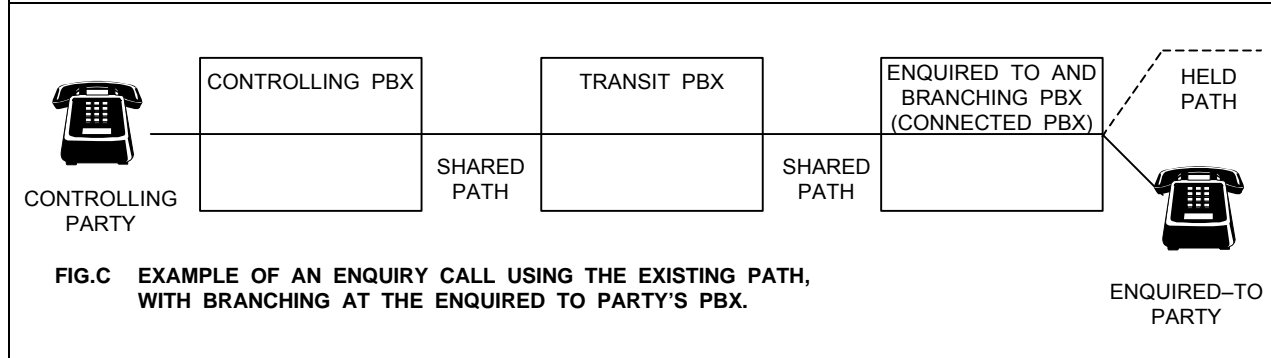 CONTROLLING PBX
TRANSIT PBX
ENQUIRED TO AND
BRANCHING PBX
(CONNECTED PBX)
HELD
PATH
SHARED
PATH
SHARED
PATH
CONTROLLING
PARTY
ENQUIRED–TO
PARTY
FIG.C EXAMPLE OF AN ENQUIRY CALL USING THE EXISTING PATH,
WITH BRANCHING AT THE ENQUIRED TO PARTY'S PBX.